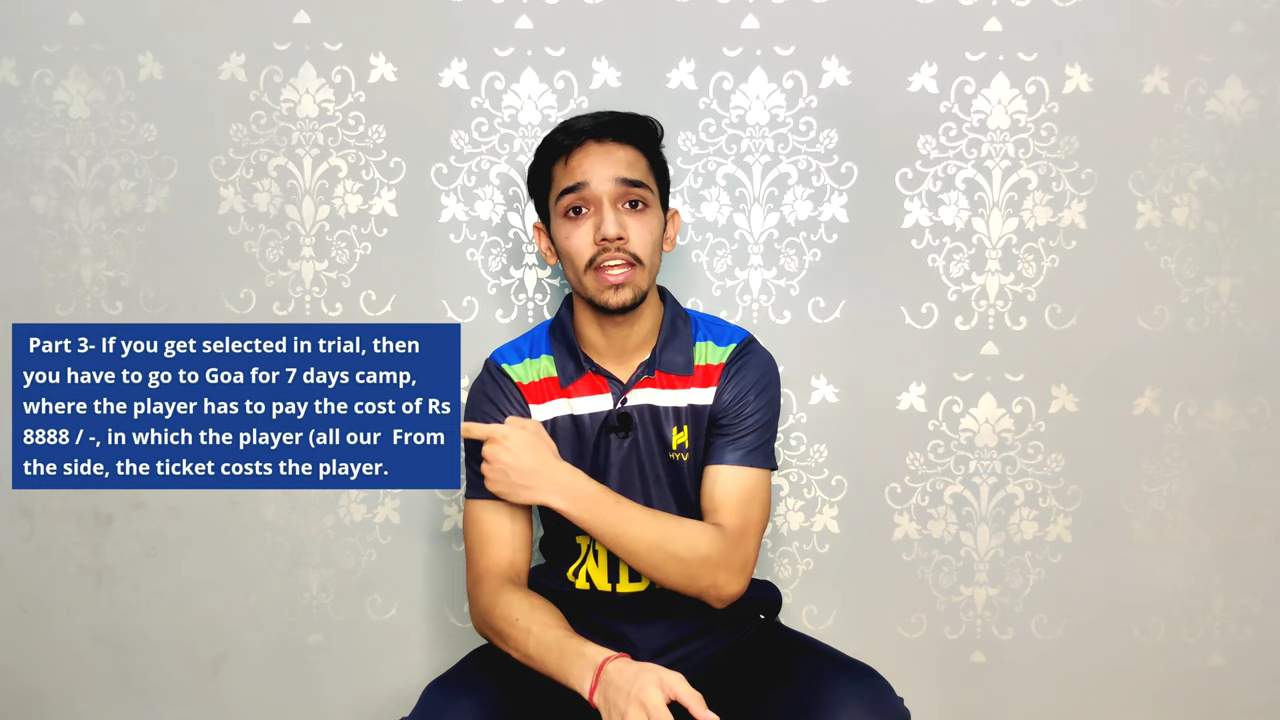 Part 3- If you get selected in trial, then
you have to go to Goa for 7 days camp,
where the player has to pay the cost of Rs
8888 / -, in which the player (all our  From
the side, the ticket costs the player.
HYV
IND